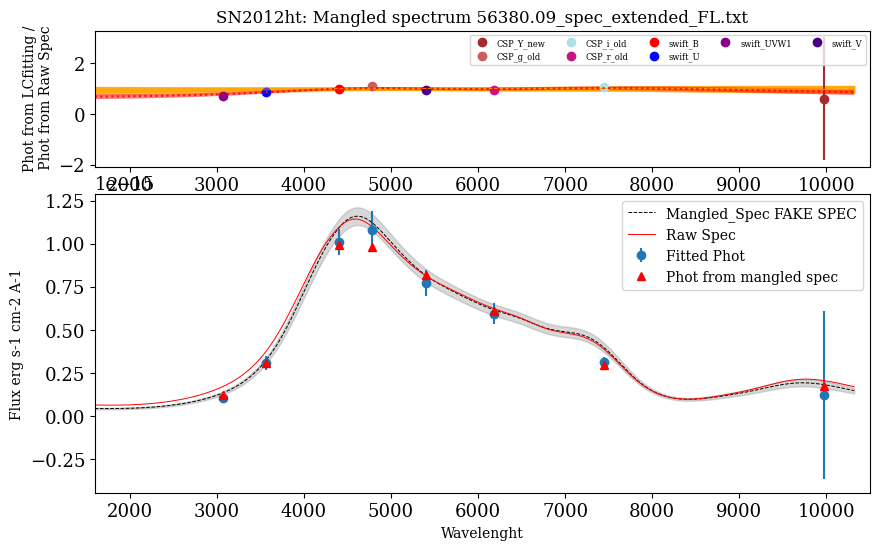 SN2012ht: Mangled spectrum 56380.09_spec_extended_FL.txt
Phot from LCfitting /
Phot from Raw Spec
2
0
−2
CSP_Y_new
CSP_g_old
CSP_i_old
CSP_r_old
swift_B
swift_U
swift_UVW1
swift_V
2000 3000 4000 5000 6000 7000 8000 9000 10000
1e−15
Flux erg s-1 cm-2 A-1
1.25
1.00
0.75
0.50
0.25
0.00
−0.25
Mangled_Spec FAKE SPEC
Raw Spec
Fitted Phot
Phot from mangled spec
2000 3000 4000 5000 6000 7000 8000 9000 10000
Wavelenght